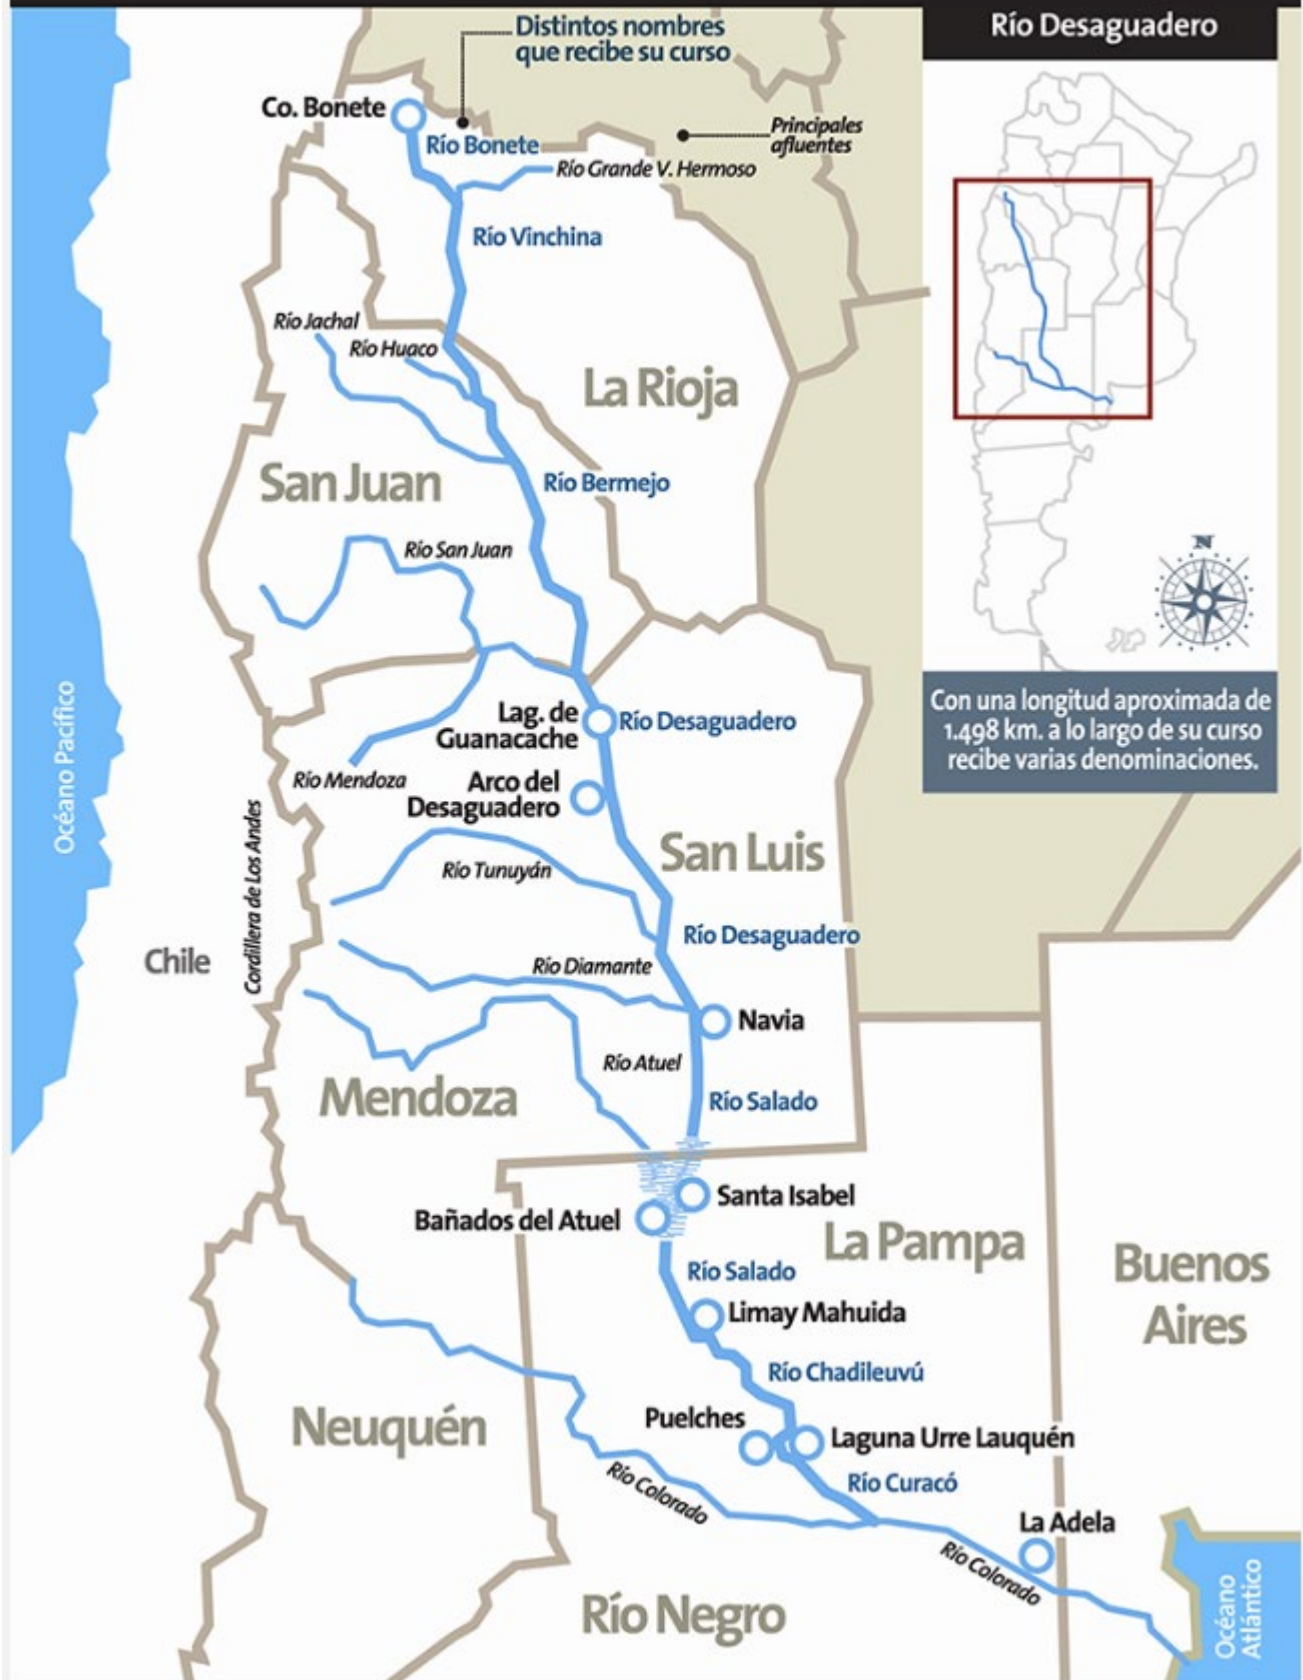 Río Desaguadero
Distintos nombres
que recibe su curso
Co. Bonete
Río Bonete
Principales
afluentes
Río Grande V. Hermoso
Río Vinchina
Río Jachal
Río Huaco
La Rioja
San Juan
Río Bermejo
Río San Juan
N
Con una longitud aproximada de
1.498 km. a lo largo de su curso
recibe varias denominaciones.
Océano Pacífico
Lag. de
Guanacache
Río Desaguadero
Río Mendoza
Arco del
Desaguadero
Cordillera de Los Andes
San Luis
Río Tunuyán
Río Desaguadero
Chile
Río Diamante
Navia
Río Atuel
Mendoza
Río Salado
Santa Isabel
Bañados del Atuel
La Pampa
Río Salado
Buenos
Aires
Limay Mahuida
Río Chadileuvú
Neuquén
Puelches
Laguna Urre Lauquén
Río Colorado
Río Curacó
La Adela
Río Colorado
Río Negro
Océano
Atlántico